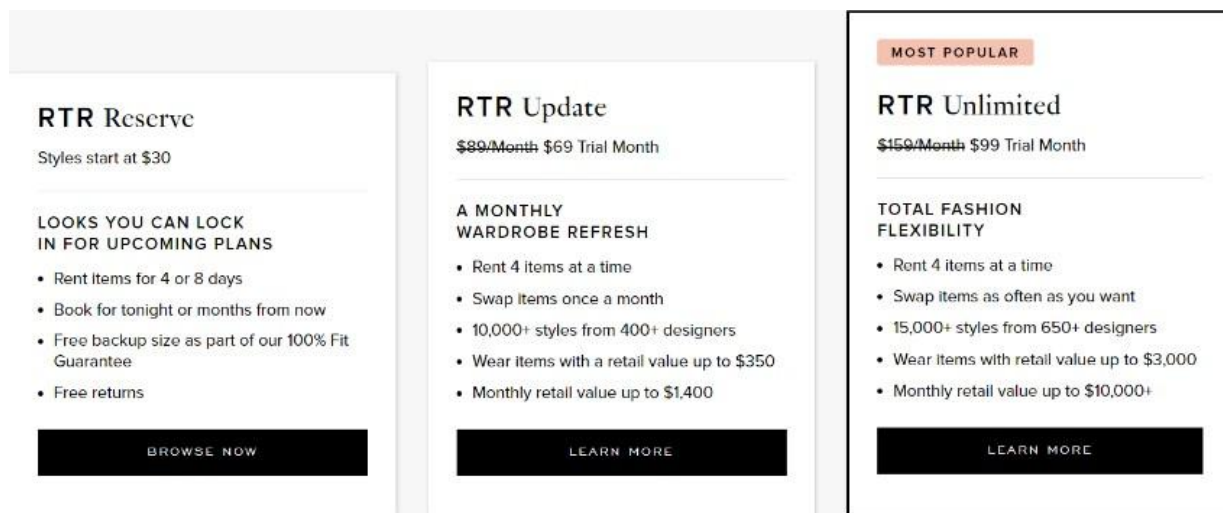 RTR Reserve
Styles start at $30
LOOKS YOU CAN LOCK
IN FOR UPCOMING PLANS
• Rent items for 4 or 8 days
• Book for tonight or months from now
• Free backup size as part of our 100% Fit
Guarantee
• Free returns
BROWSE NOW
RTR Update
$89/Month $69 Trial Month
A MONTHLY
WARDROBE REFRESH
• Rent 4 items at a time
• Swap items once a month
• 10,000+ styles from 400+ designers
• Wear items with a retail value up to $350
• Monthly retail value up to $1,400
LEARN MORE
MOST POPULAR
RTR Unlimited
$159/Month $99 Trial Month
TOTAL FASHION
FLEXIBILITY
• Rent 4 items at a time
• Swap items as often as you want
• 15,000+ styles from 650+ designers
• Wear items with retail value up to $3,000
• Monthly retail value up to $10,000+
LEARN MORE